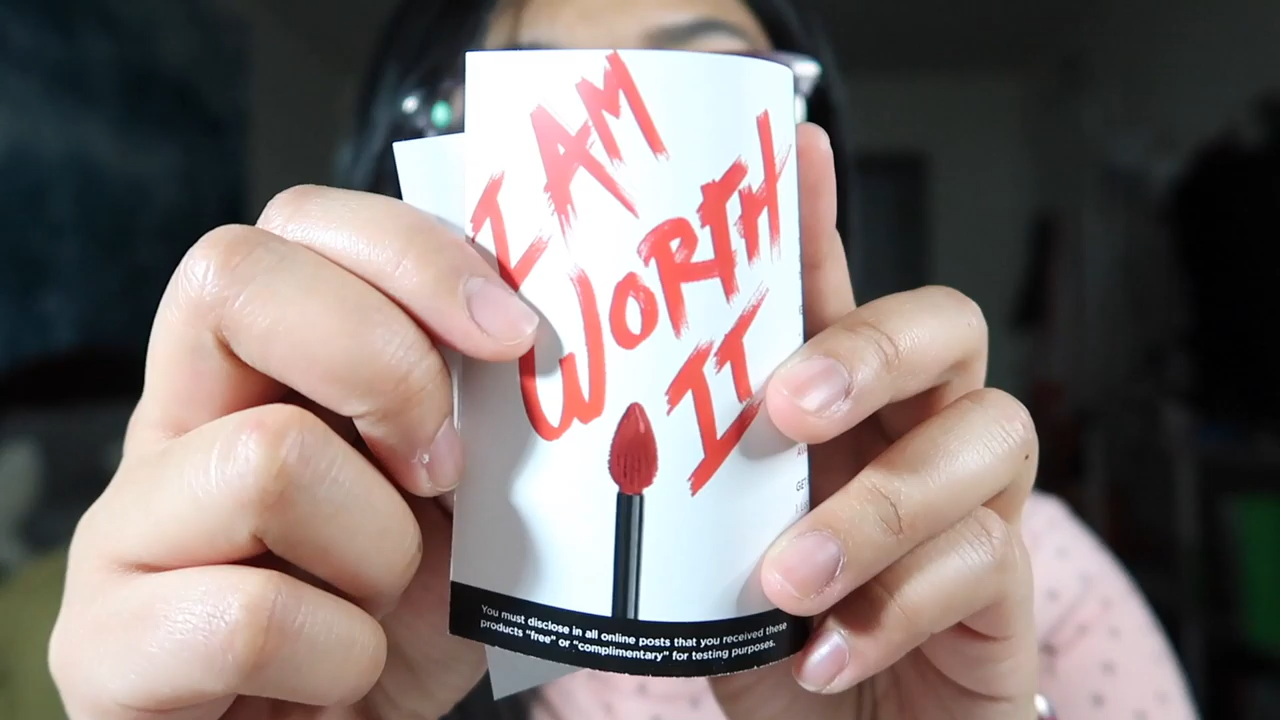 I AM
WORTH
IT
You must disclose in all online posts that you received these
products "free" or "complimentary" for testing purposes.